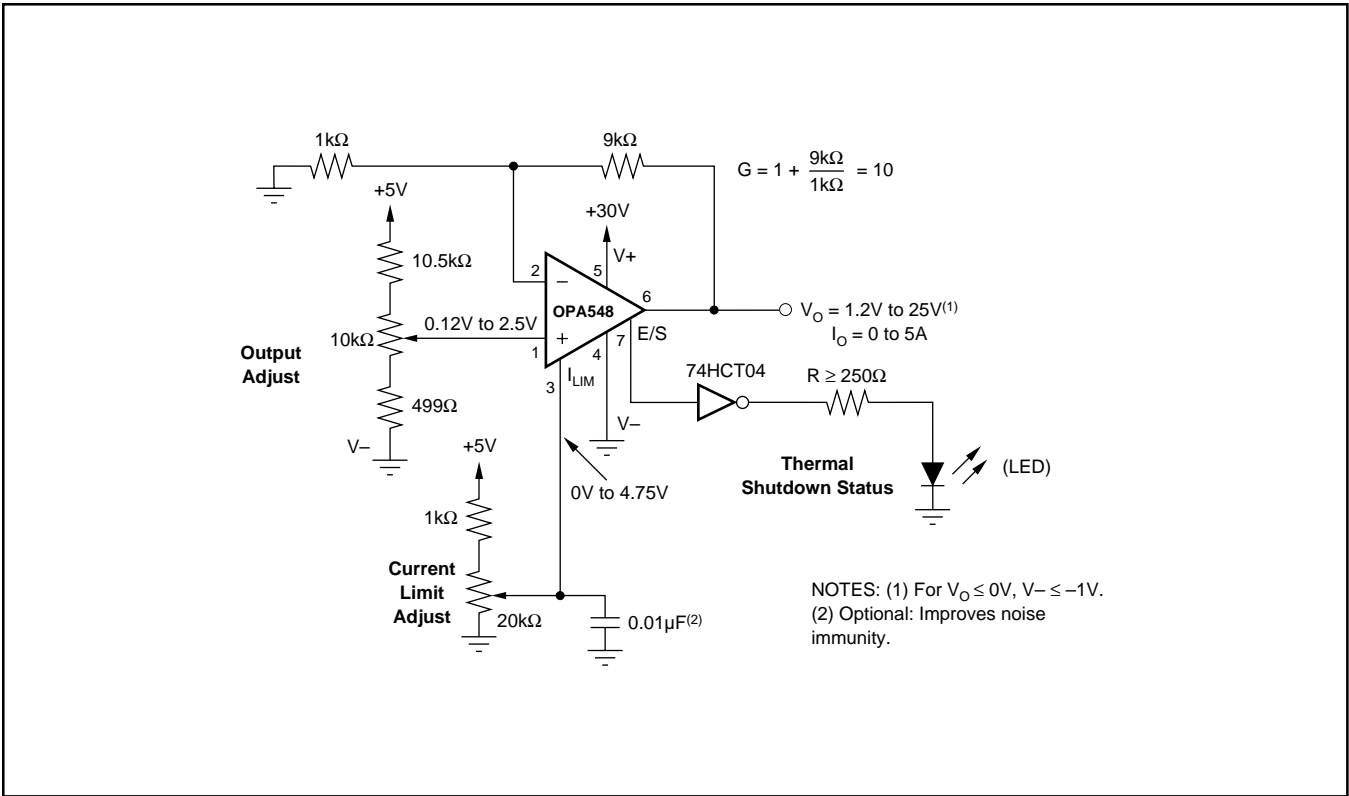 1kΩ
9kΩ
G = 1 + 9kΩ / 1kΩ = 10
+5V
+30V
V+
10.5kΩ
2
5
–
6
OPA548
0.12V to 2.5V
+
E/S
V_O = 1.2V to 25V(1)
I_O = 0 to 5A
10kΩ
1
4
7
Output
Adjust
3
I_LIM
74HCT04
R ≥ 250Ω
499Ω
V–
V–
+5V
Thermal
Shutdown Status
(LED)
0V to 4.75V
1kΩ
Current
Limit
Adjust
20kΩ
0.01µF(2)
NOTES: (1) For V_O ≤ 0V, V– ≤ –1V.
(2) Optional: Improves noise
immunity.